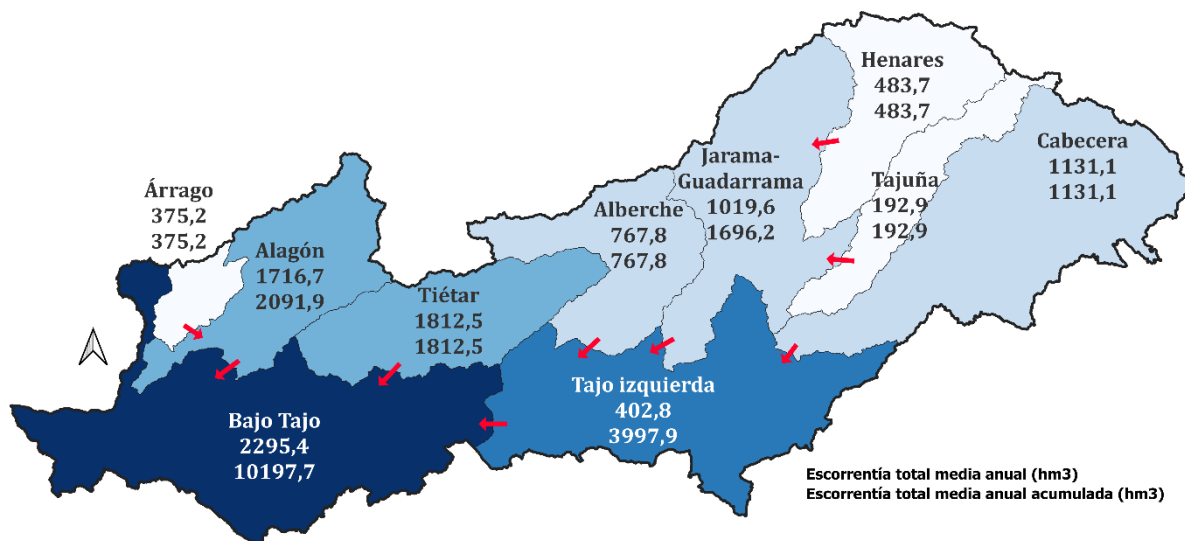 Henares
483,7
483,7
Cabecera
1131,1
1131,1
Jarama-
Guadarrama
1019,6
1696,2
Tajuña
192,9
192,9
Árrago
375,2
375,2
Alberche
767,8
767,8
Alagón
1716,7
2091,9
Tiétar
1812,5
1812,5
Tajo izquierda
402,8
3997,9
Bajo Tajo
2295,4
10197,7
Escorrentía total media anual (hm3)
Escorrentía total media anual acumulada (hm3)